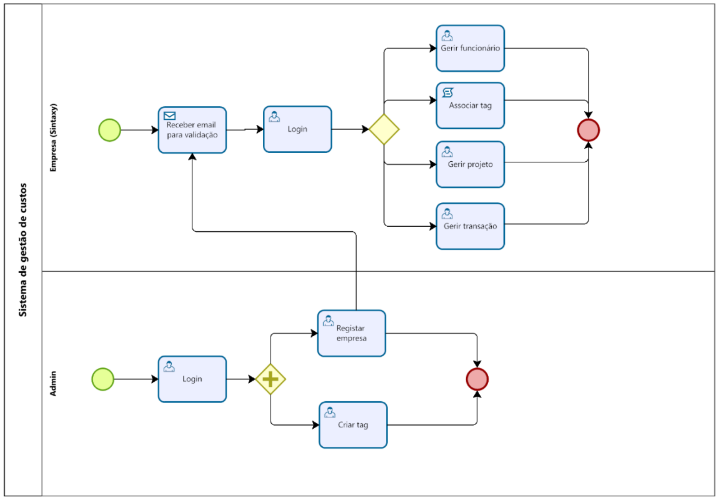 Sistema de gestão de custos
Empresa (Sintaxy)
Receber email
para validação
Login
Gerir funcionário
Associar tag
Gerir projeto
Gerir transação
Admin
Login
Registar
empresa
Criar tag